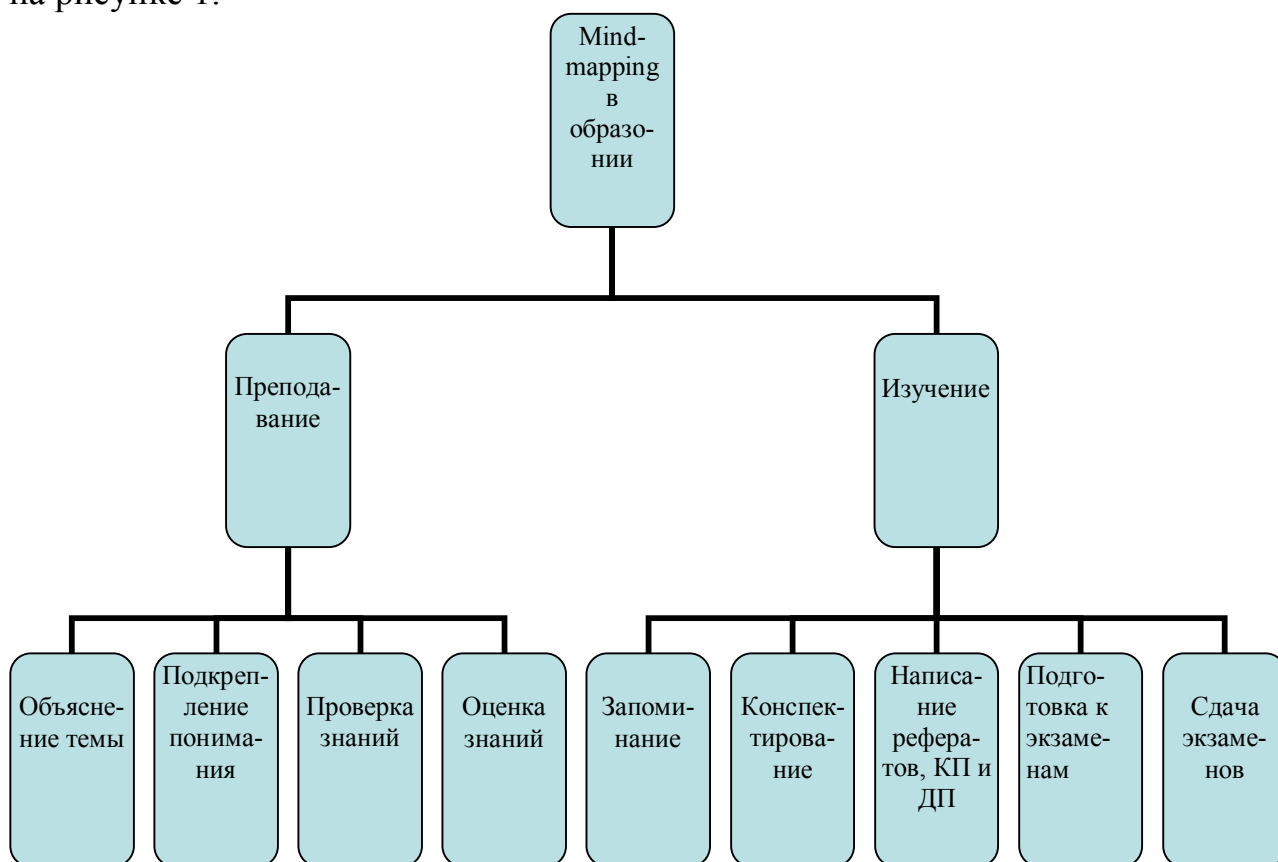 на рисунке 1.
Mind-
mapping
в
образо-
нии
Препода-
вание
Изучение
Объясне-
ние темы
Подкреп-
ление
понима-
ния
Проверка
знаний
Оценка
знаний
Запоми-
нание
Конспек-
тирова-
ние
Написа-
ние
рефера-
тов, КП и
ДП
Подго-
товка к
экзаме-
нам
Сдача
экзаме-
нов